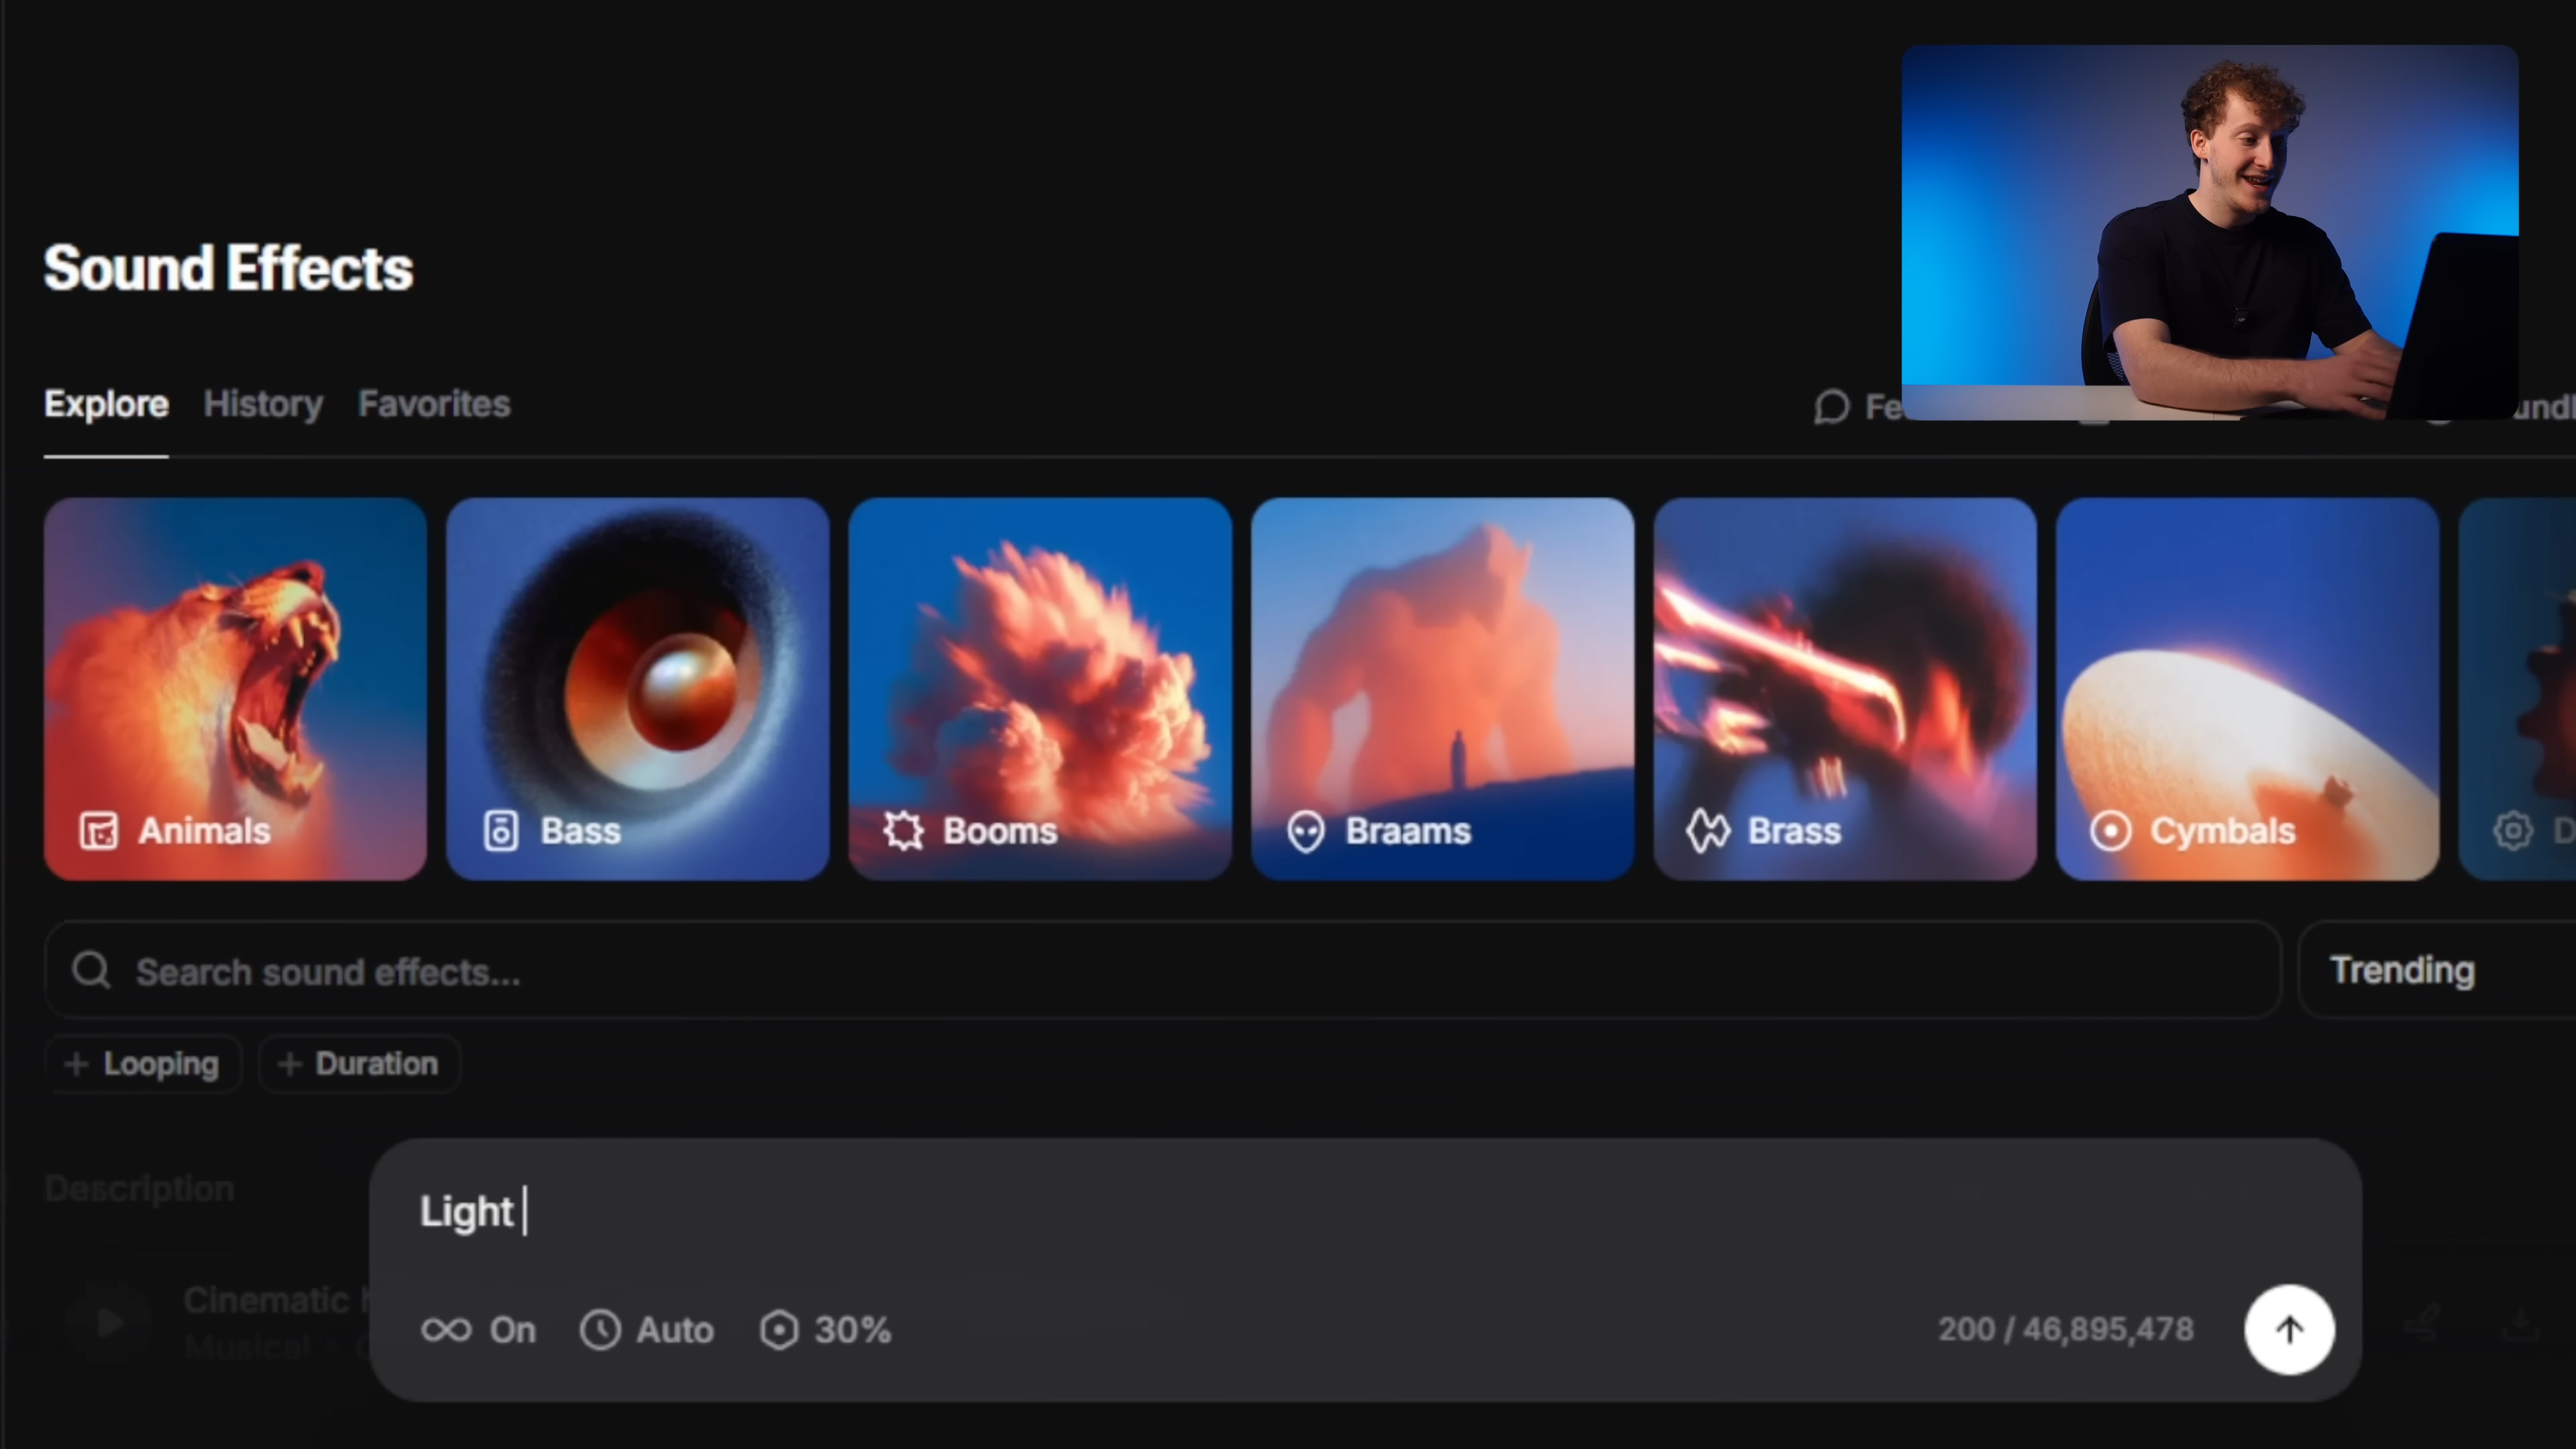 Sound Effects
Explore History Favorites
Animals
Bass
Booms
Braams
Brass
Cymbals
Search sound effects...
Trending
+ Looping
+ Duration
Description
Light
On Auto 30%
200 / 46,895,478
Cinematic
Musical